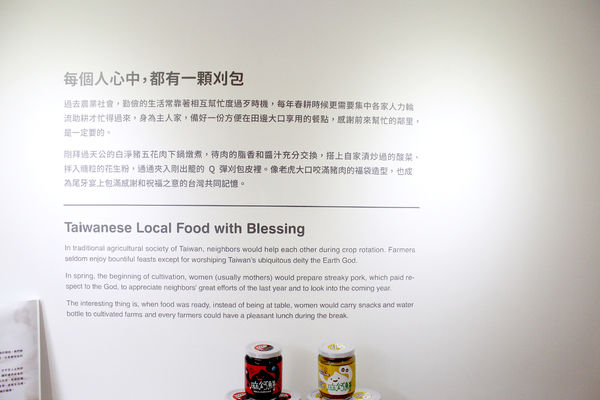 每個人心中，都有一顆刈包
過去農業社會，勤儉的生活常靠著相互幫忙度過歹時機，每年春耕時候更需要集中各家人力輪
流助耕才忙得過來，身為主人家，備好一份方便在田邊大口享用的餐點，感謝前來幫忙的鄰里，
是一定要的。
剛拜過天公的白淨豬五花肉下鍋燉煮，待肉的脂香和醬汁充分交換，搭上自家漬炒過的酸菜，
拌入糖粒的花生粉，通通夾入剛出籠的 Q 彈刈包皮裡。像老虎大口咬滿豬肉的福袋造型，也成
為尾牙宴上包滿感謝和祝福之意的台灣共同記憶。
Taiwanese Local Food with Blessing
In traditional agricultural society of Taiwan, neighbors would help each other during crop rotation. Farmers
seldom enjoy bountiful feasts except for worshiping Taiwan's ubiquitous deity the Earth God.
In spring, the beginning of cultivation, women (usually mothers) would prepare streaky pork, which paid re-
spect to the God, to appreciate neighbors' great efforts of the last year and to look into the coming year.
The interesting thing is, when food was ready, instead of being at table, women would carry snacks and water
bottle to cultivated farms and every farmers could have a pleasant lunch during the break.